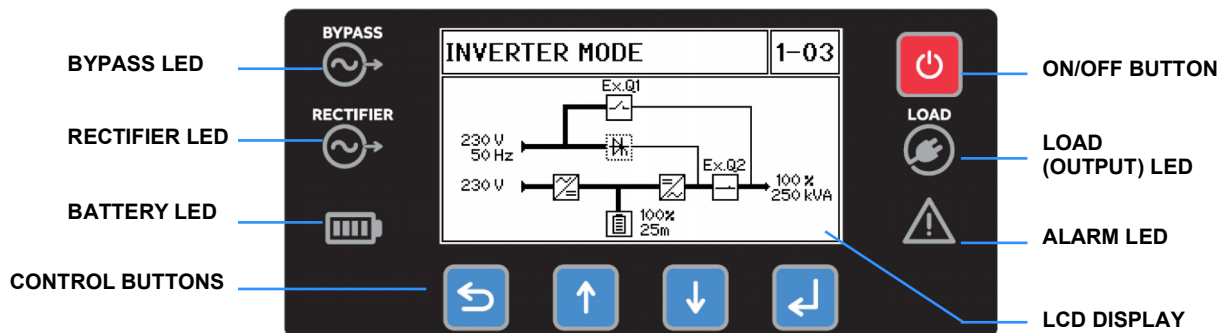 BYPASS LED
RECTIFIER LED
BATTERY LED
CONTROL BUTTONS
BYPASS
RECTIFIER
INVERTER MODE
1-03
Ex.Q1
230 V
50 Hz
230 V
Ex.Q2
100 %
250 kVA
100%
25m
LOAD
ON/OFF BUTTON
LOAD
(OUTPUT) LED
ALARM LED
LCD DISPLAY